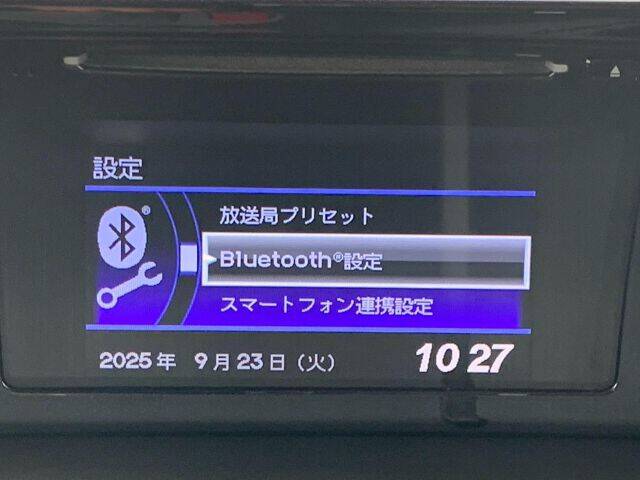 設定
放送局プリセット
Bluetooth®設定
スマートフォン連携設定
2025年 9月23日（火） 10 27